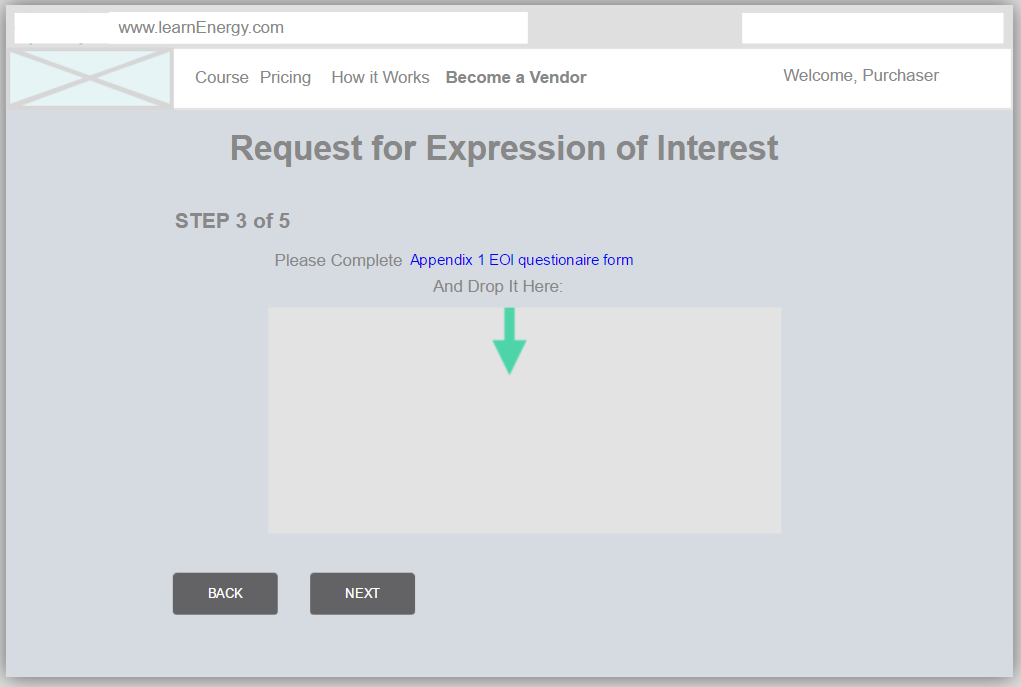 www.learnEnergy.com
Course Pricing How it Works Become a Vendor Welcome, Purchaser
Request for Expression of Interest
STEP 3 of 5
Please Complete Appendix 1 EOI questionaire form
And Drop It Here:
BACK NEXT